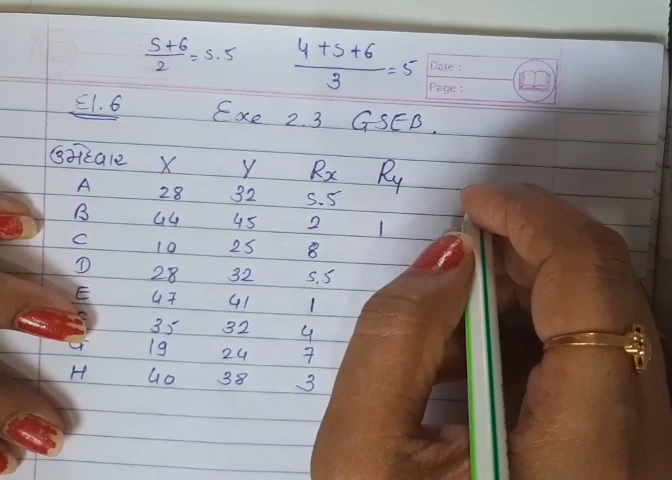 5+6/2 = 5.5 4+5+6/3 = 5
Date :
Page :
દા.6 Exe 2.3 GSEB.
ઉમેદવાર X Y Rx Ry
A 28 32 5.5
B 44 45 2 1
C 10 25 8
D 28 32 5.5
E 47 41 1
35 32 4
G 19 24 7
H 40 38 3